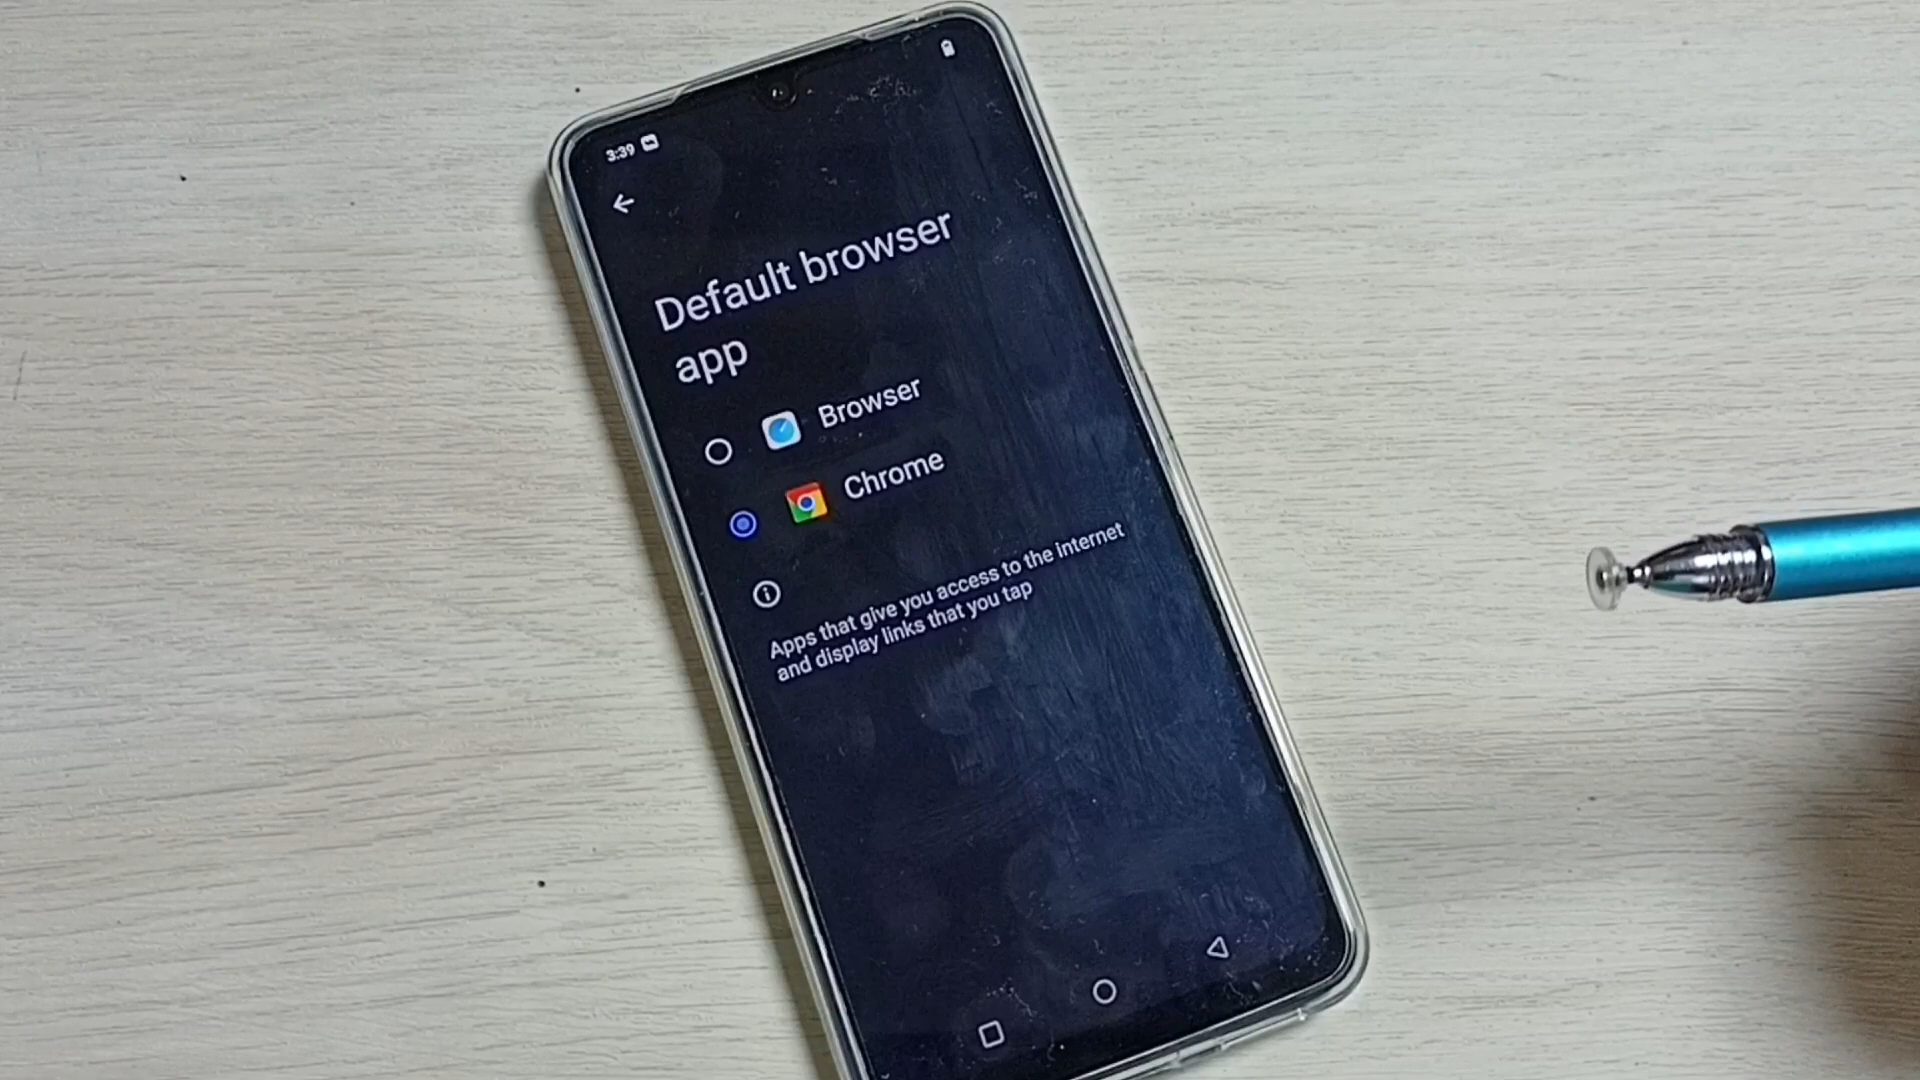 3:39
Default browser
app
Browser
Chrome
Apps that give you access to the internet
and display links that you tap